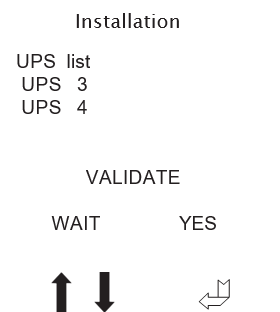 Installation
UPS list
UPS 3
UPS 4
VALIDATE
WAIT YES